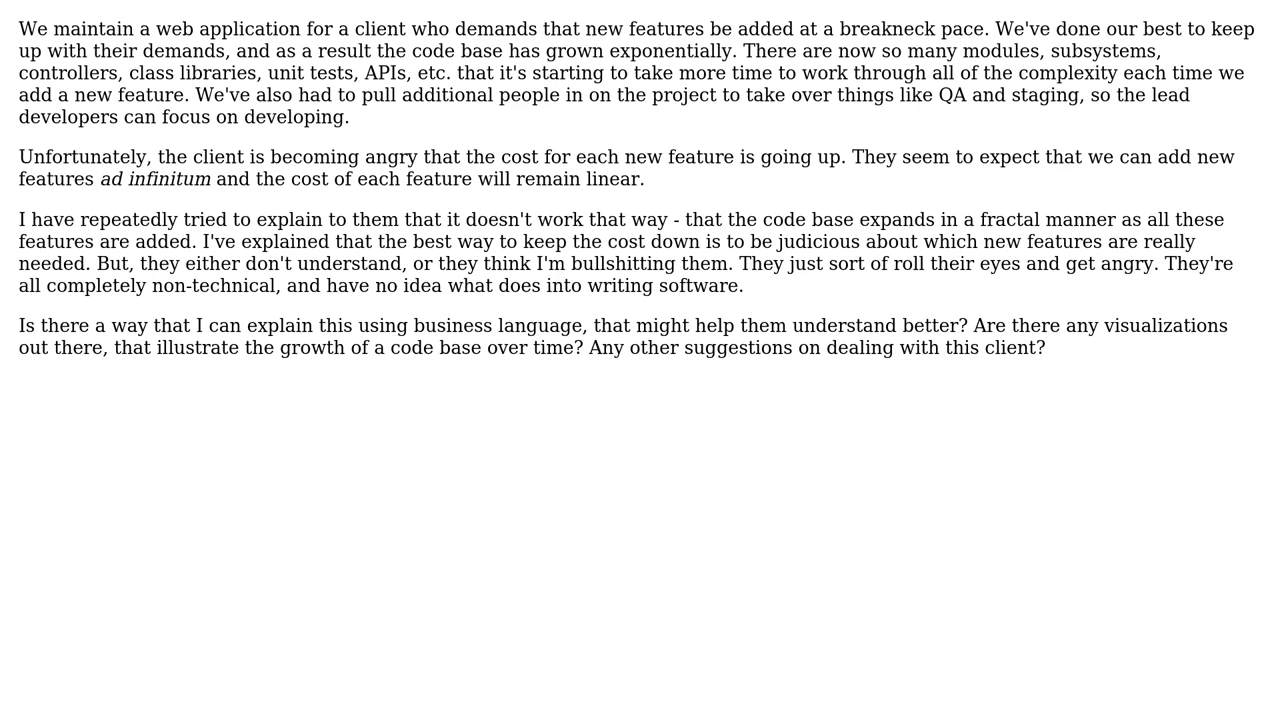 We maintain a web application for a client who demands that new features be added at a breakneck pace. We've done our best to keep
up with their demands, and as a result the code base has grown exponentially. There are now so many modules, subsystems,
controllers, class libraries, unit tests, APIs, etc. that it's starting to take more time to work through all of the complexity each time we
add a new feature. We've also had to pull additional people in on the project to take over things like QA and staging, so the lead
developers can focus on developing.
Unfortunately, the client is becoming angry that the cost for each new feature is going up. They seem to expect that we can add new
features ad infinitum and the cost of each feature will remain linear.
I have repeatedly tried to explain to them that it doesn't work that way - that the code base expands in a fractal manner as all these
features are added. I've explained that the best way to keep the cost down is to be judicious about which new features are really
needed. But, they either don't understand, or they think I'm bullshitting them. They just sort of roll their eyes and get angry. They're
all completely non-technical, and have no idea what does into writing software.
Is there a way that I can explain this using business language, that might help them understand better? Are there any visualizations
out there, that illustrate the growth of a code base over time? Any other suggestions on dealing with this client?